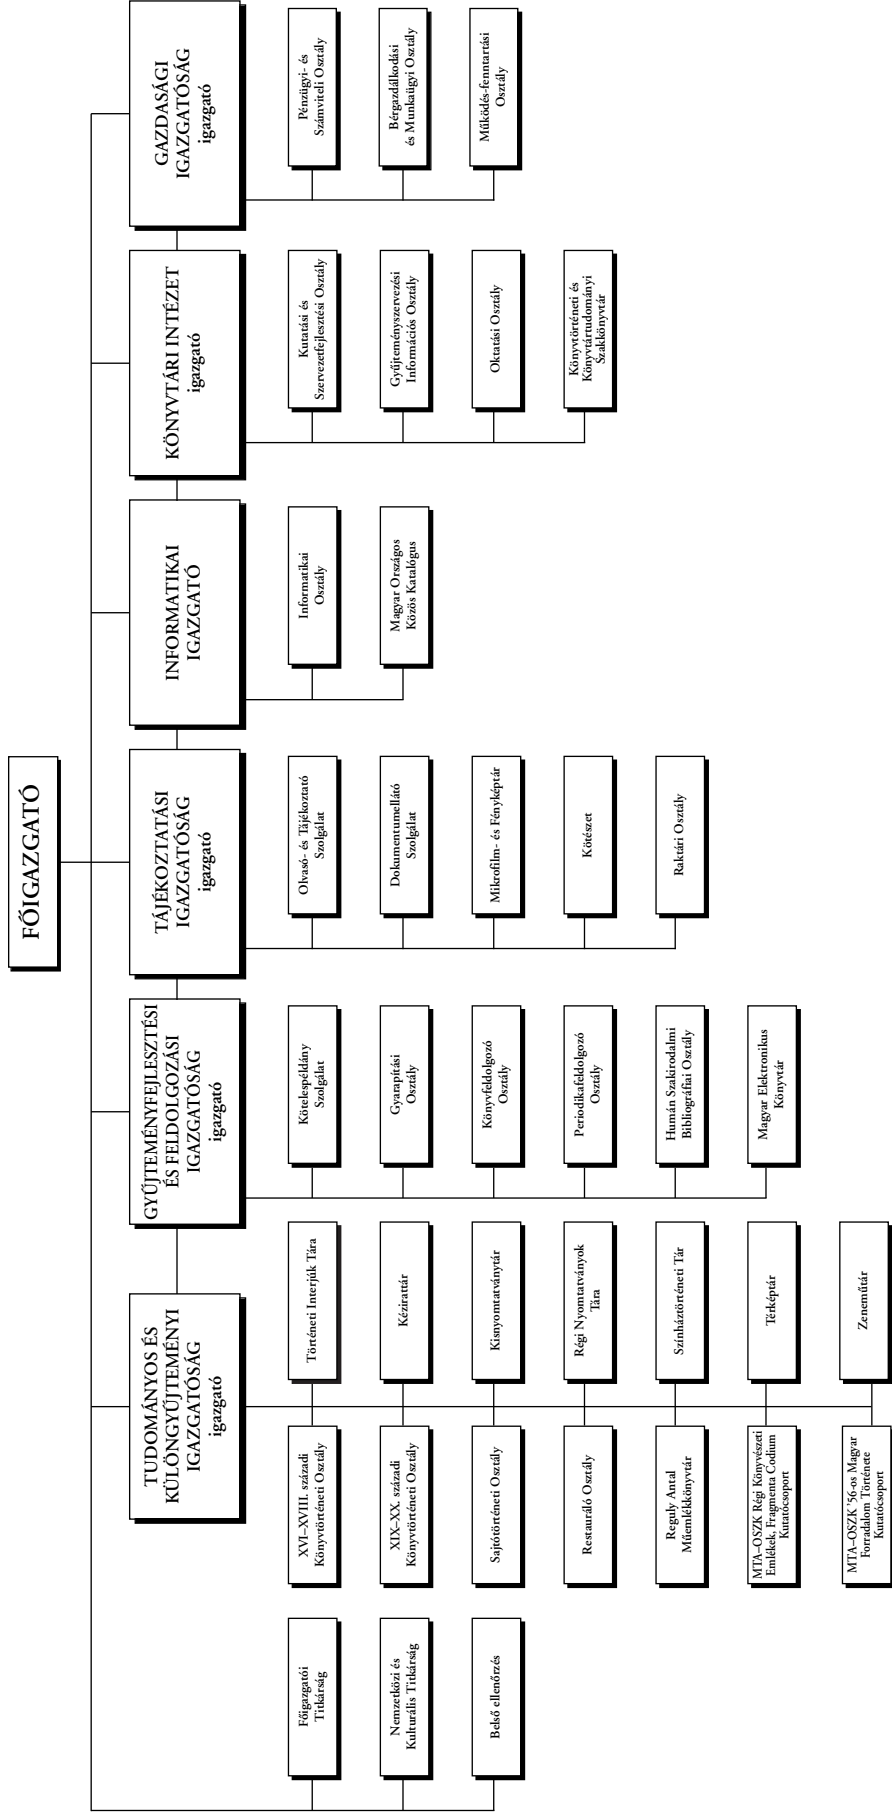 FŐIGAZGATÓ
TUDOMÁNYOS ÉS
KÜLÖNGYŰJTEMÉNYI
IGAZGATÓSÁG
igazgató
GYŰJTEMÉNYFEJLESZTÉSI
ÉS FELDOLGOZÁSI
IGAZGATÓSÁG
igazgató
TÁJÉKOZTATÁSI
IGAZGATÓSÁG
igazgató
INFORMATIKAI
IGAZGATÓ
KÖNYVTÁRI INTÉZET
igazgató
GAZDASÁGI
IGAZGATÓSÁG
igazgató
Főigazgatói
Titkárság
Nemzetközi és
Kulturális Titkárság
Belső ellenőrzés
XVI–XVIII. századi
Könyvtörténeti Osztály
XIX–XX. századi
Könyvtörténeti Osztály
Sajtótörténeti Osztály
Restauráló Osztály
Reguly Antal
Műemlékkönyvtár
MTA–OSZK Régi Könyvészeti
Emlékek, Fragmenta Codium
Kutatócsoport
MTA–OSZK '56-os Magyar
Forradalom Története
Kutatócsoport
Történeti Interjúk Tára
Kézirattár
Kisnyomtatványtár
Régi Nyomtatványok
Tára
Színháztörténeti Tár
Térképtár
Zeneműtár
Kötelespéldány
Szolgálat
Gyarapítási
Osztály
Könyvfeldolgozó
Osztály
Periodikafeldolgozó
Osztály
Humán Szakirodalmi
Bibliográfiai Osztály
Magyar Elektronikus
Könyvtár
Olvasó- és Tájékoztató
Szolgálat
Dokumentumellátó
Szolgálat
Mikrofilm- és Fényképtár
Kötészet
Raktári Osztály
Informatikai
Osztály
Magyar Országos
Közös Katalógus
Kutatási és
Szervezetfejlesztési Osztály
Gyűjteményszervezési
Információs Osztály
Oktatási Osztály
Könyvtörténeti és
Könyvtártudományi
Szakkönyvtár
Pénzügyi- és
Számviteli Osztály
Bérgazdálkodási
és Munkaügyi Osztály
Működés-fenntartási
Osztály